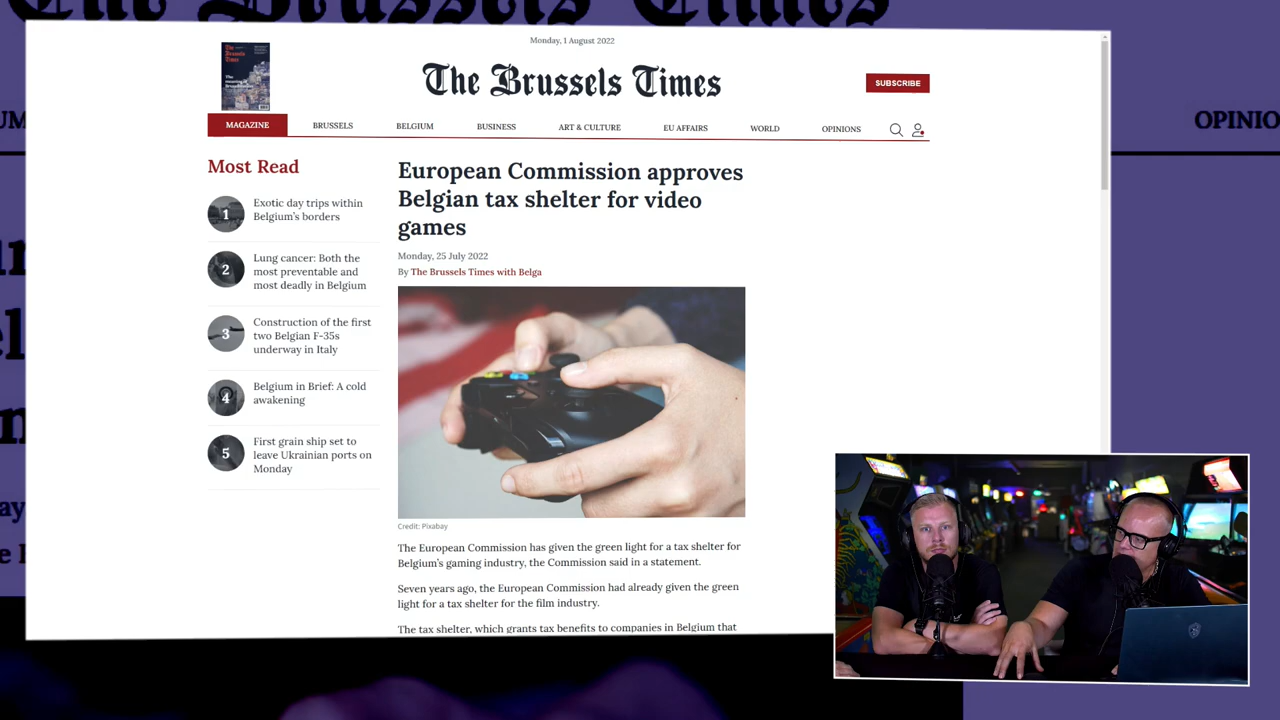 The Brussels Times
OPINIO
Monday, 1 August 2022
The Brussels Times
SUBSCRIBE
MAGAZINE BRUSSELS BELGIUM BUSINESS ART & CULTURE EU AFFAIRS WORLD OPINIONS
Most Read
1
Exotic day trips within
Belgium's borders
2
Lung cancer: Both the
most preventable and
most deadly in Belgium
3
Construction of the first
two Belgian F-35s
underway in Italy
4
Belgium in Brief: A cold
awakening
5
First grain ship set to
leave Ukrainian ports on
Monday
European Commission approves
Belgian tax shelter for video
games
Monday, 25 July 2022
By The Brussels Times with Belga
Credit: Pixabay
The European Commission has given the green light for a tax shelter for
Belgium's gaming industry, the Commission said in a statement.
Seven years ago, the European Commission had already given the green
light for a tax shelter for the film industry.
The tax shelter, which grants tax benefits to companies in Belgium that